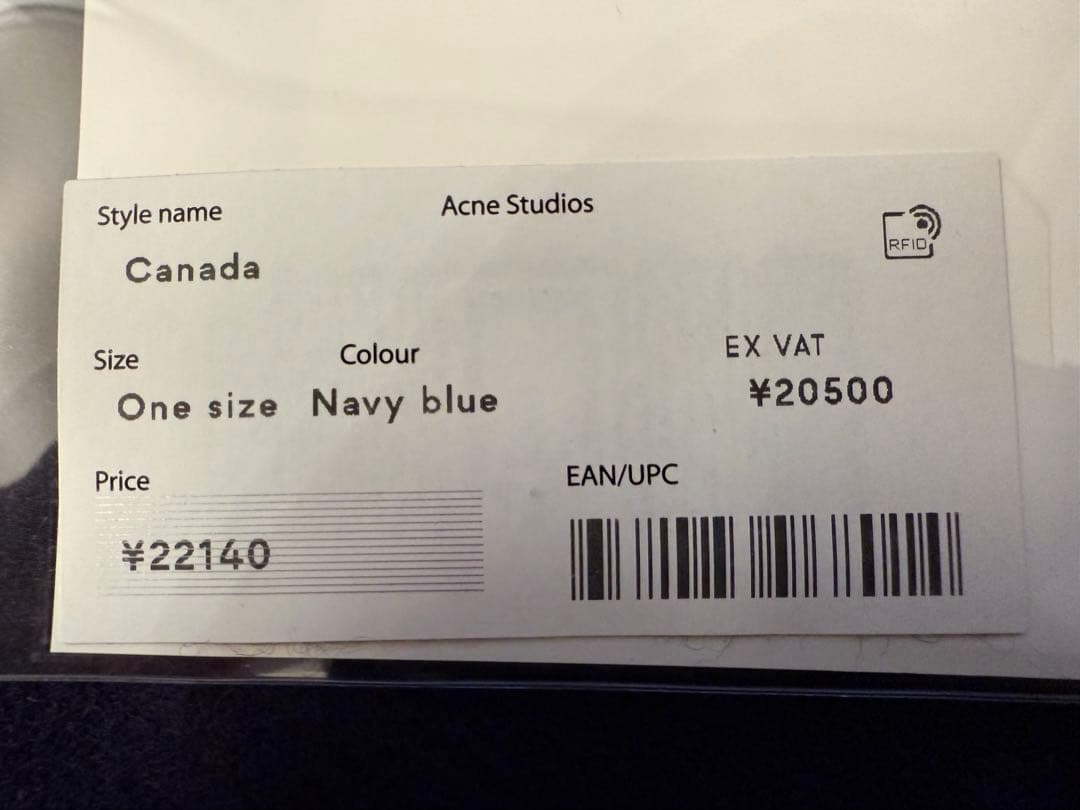 Style name
Acne Studios
RFID
Canada
Size
Colour
EX VAT
One size
Navy blue
¥20500
Price
EAN/UPC
¥22140